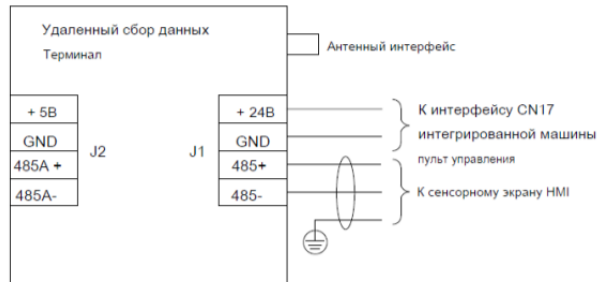 Удаленный сбор данных
Терминал
Антенный интерфейс
+ 5В
GND
485A +
485A-
J2
J1
+ 24В
GND
485+
485-
К интерфейсу CN17
интегрированной машины
пульт управления
К сенсорному экрану HMI